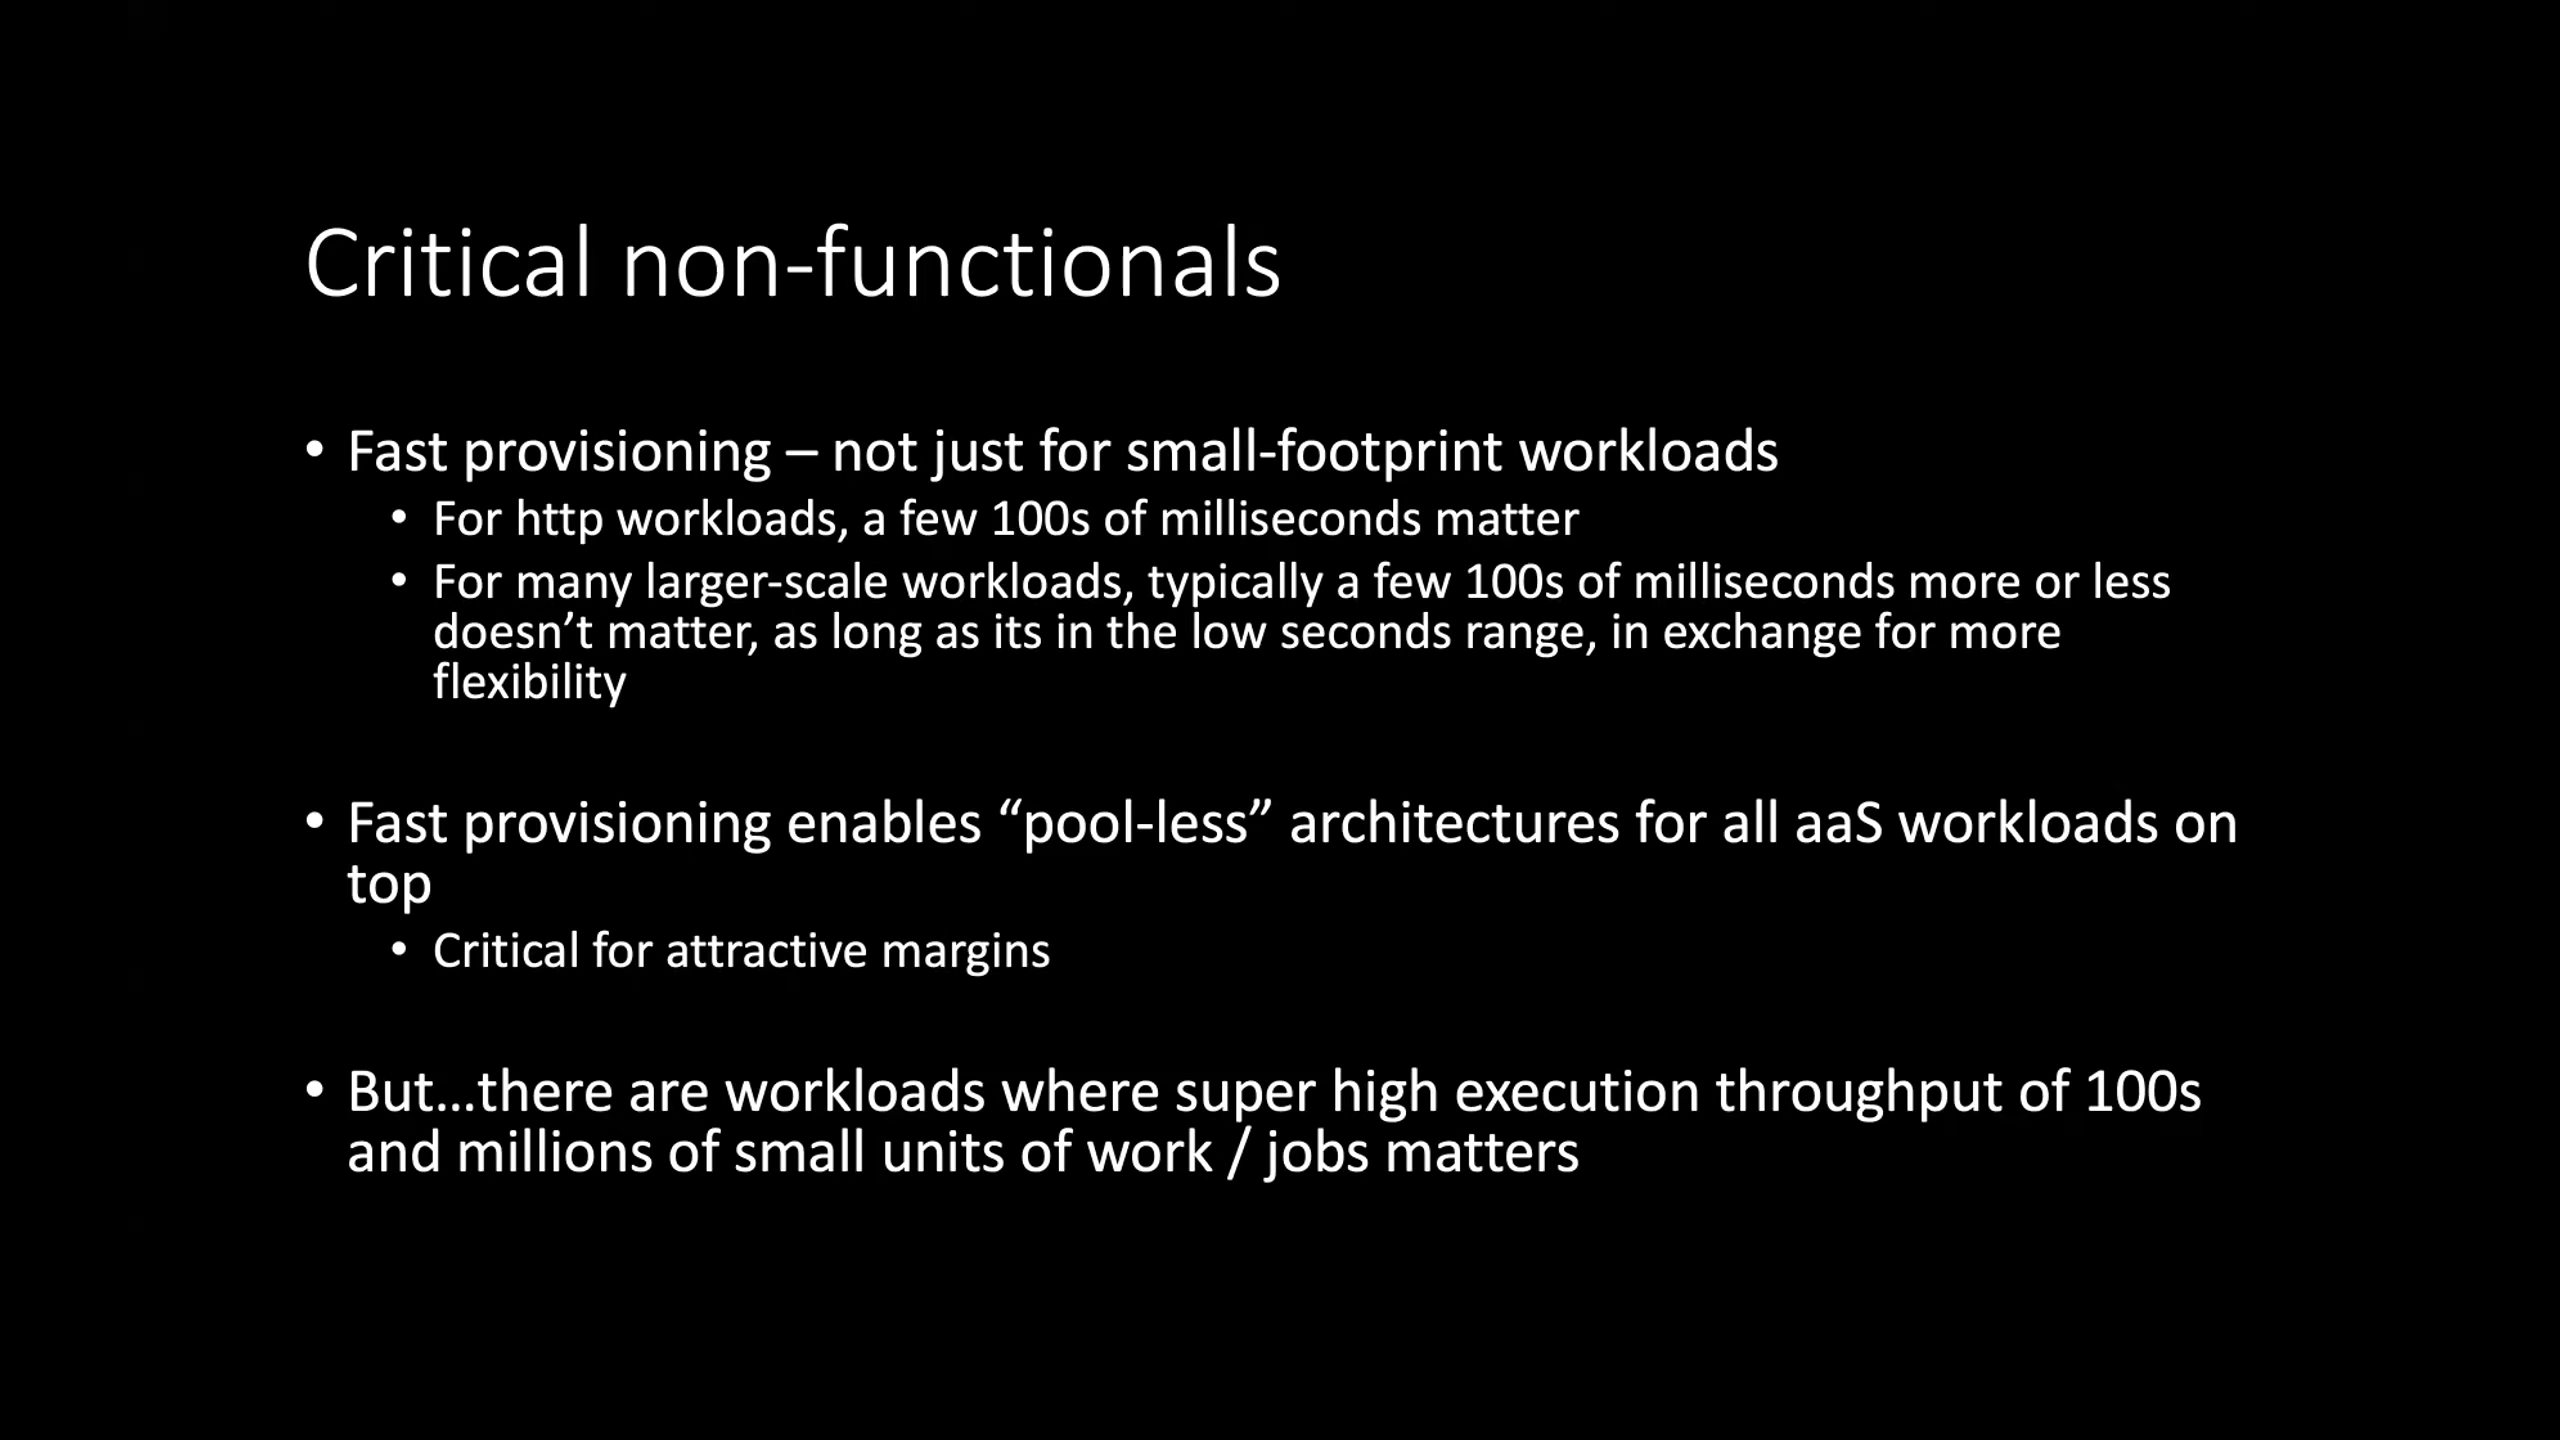 Critical non-functionals
• Fast provisioning – not just for small-footprint workloads
• For http workloads, a few 100s of milliseconds matter
• For many larger-scale workloads, typically a few 100s of milliseconds more or less
doesn’t matter, as long as its in the low seconds range, in exchange for more
flexibility
• Fast provisioning enables “pool-less” architectures for all aaS workloads on
top
• Critical for attractive margins
• But…there are workloads where super high execution throughput of 100s
and millions of small units of work / jobs matters